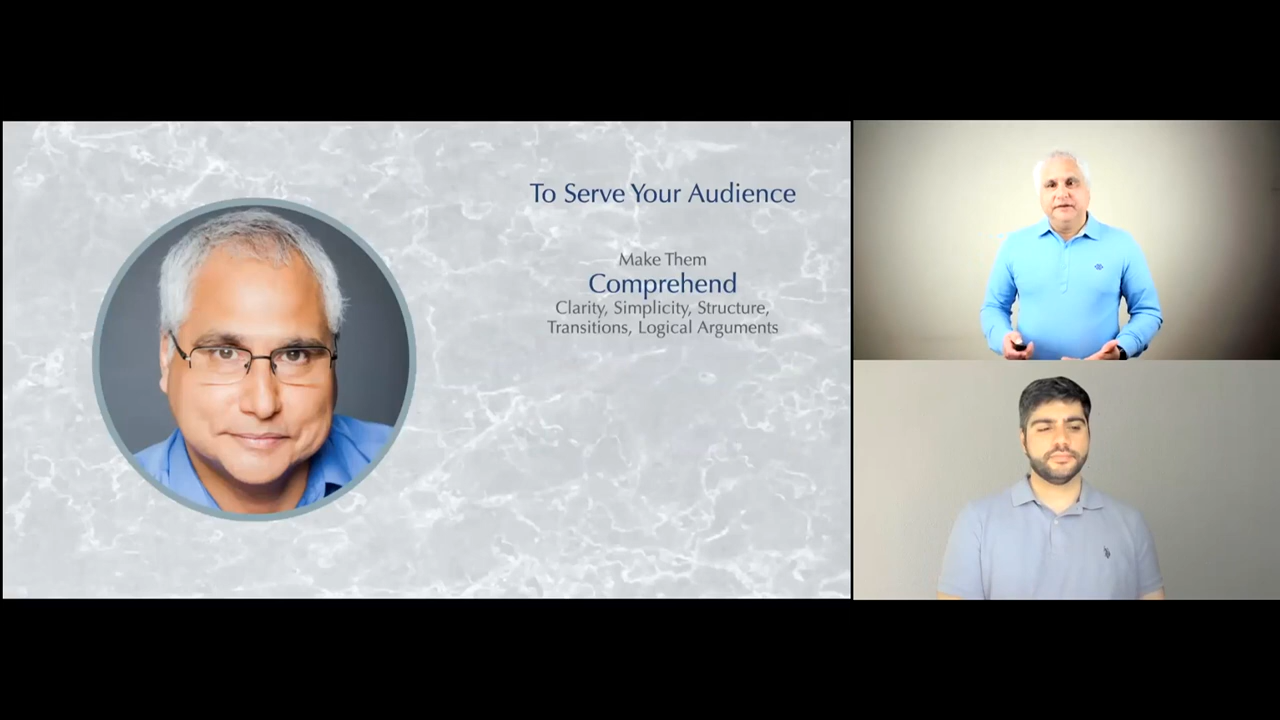 To Serve Your Audience
Make Them
Comprehend
Clarity, Simplicity, Structure,
Transitions, Logical Arguments